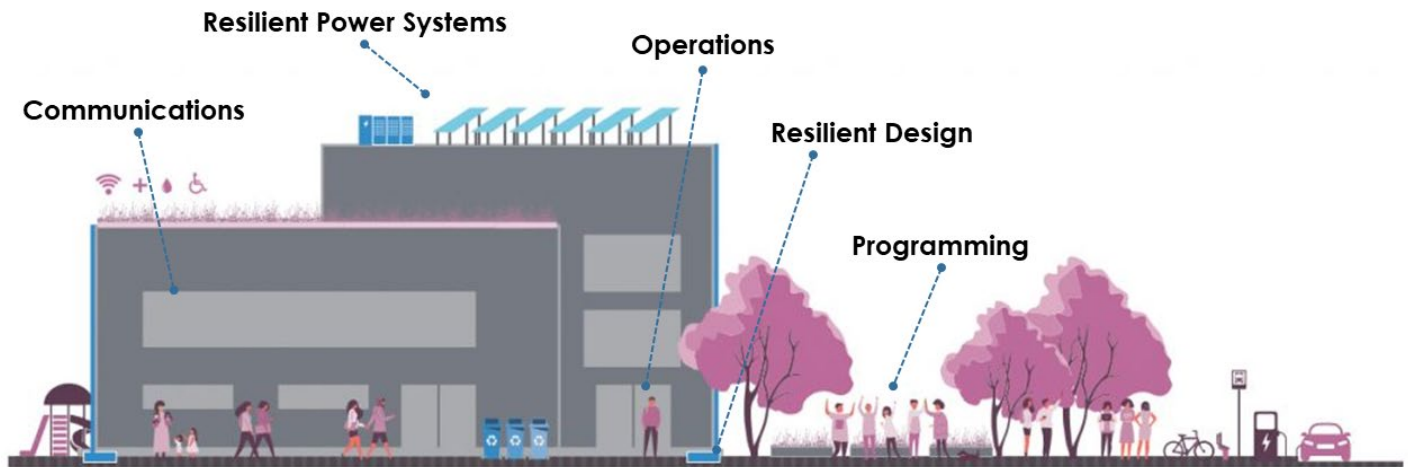 Resilient Power Systems
Operations
Communications
Resilient Design
Programming